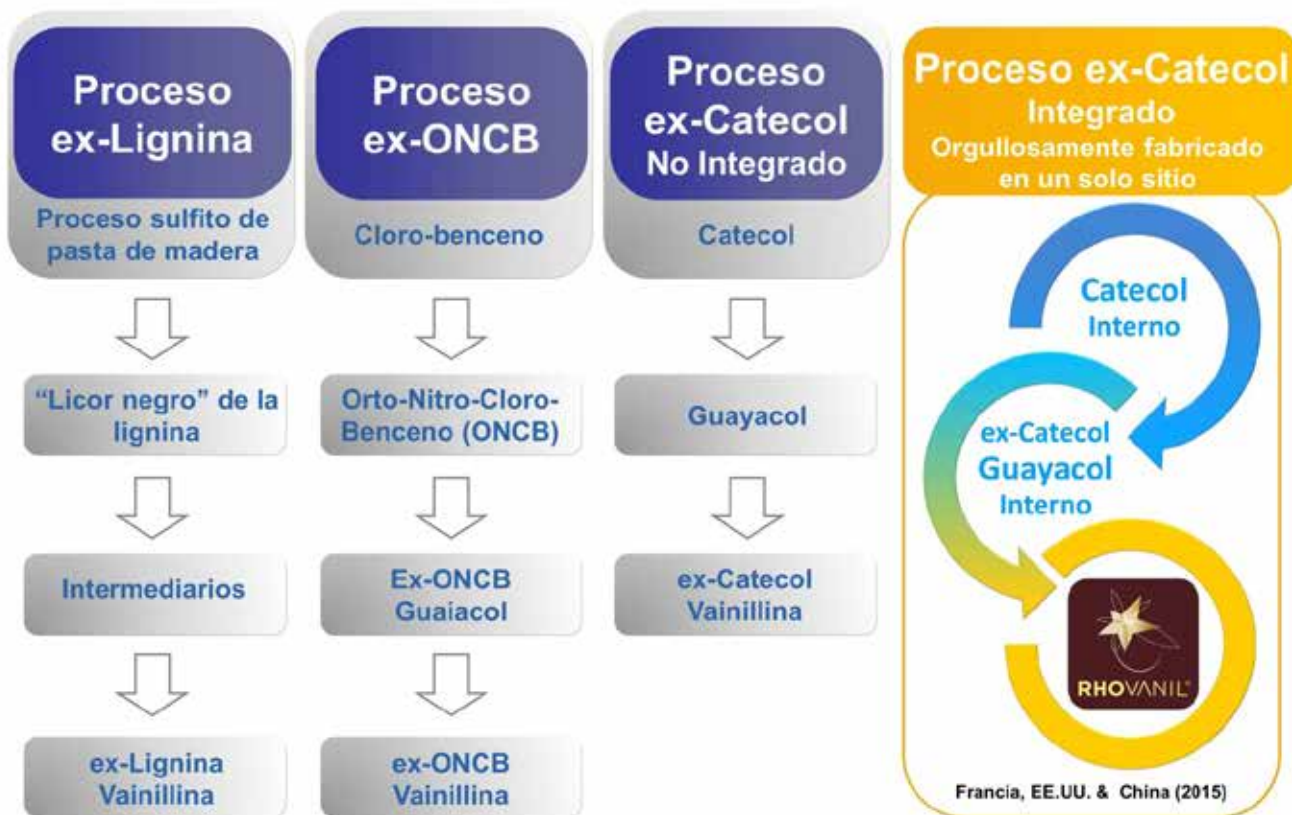 Proceso
ex-Lignina
Proceso sulfito de
pasta de madera
"Licor negro" de la
lignina
Intermediarios
ex-Lignina
Vainillina
Proceso
ex-ONCB
Cloro-benceno
Orto-Nitro-Cloro-
Benceno (ONCB)
Ex-ONCB
Guaiacol
ex-ONCB
Vainillina
Proceso
ex-Catecol
No Integrado
Catecol
Guayacol
ex-Catecol
Vainillina
Proceso ex-Catecol
Integrado
Orgullosamente fabricado
en un solo sitio
Catecol
Interno
ex-Catecol
Guayacol
Interno
RHOVANIL®
Francia, EE.UU. & China (2015)